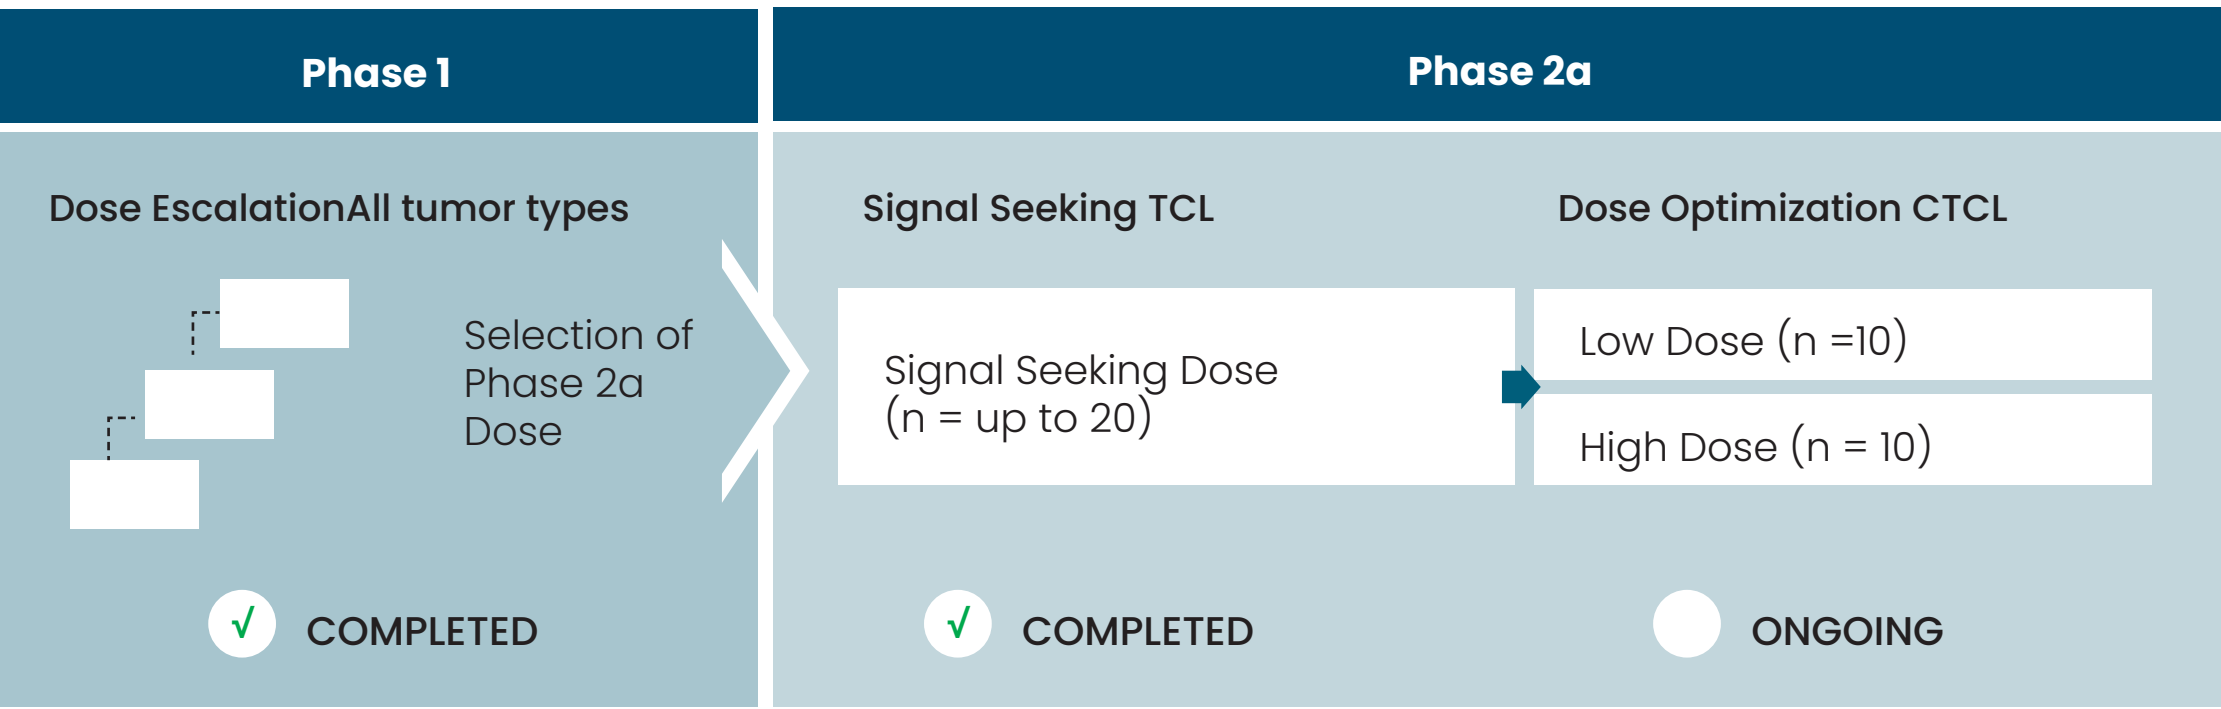 Phase 1
Dose EscalationAll tumor types
Selection of
Phase 2a
Dose
√ COMPLETED
Phase 2a
Signal Seeking TCL
Signal Seeking Dose
(n = up to 20)
√ COMPLETED
Dose Optimization CTCL
Low Dose (n =10)
High Dose (n = 10)
ONGOING